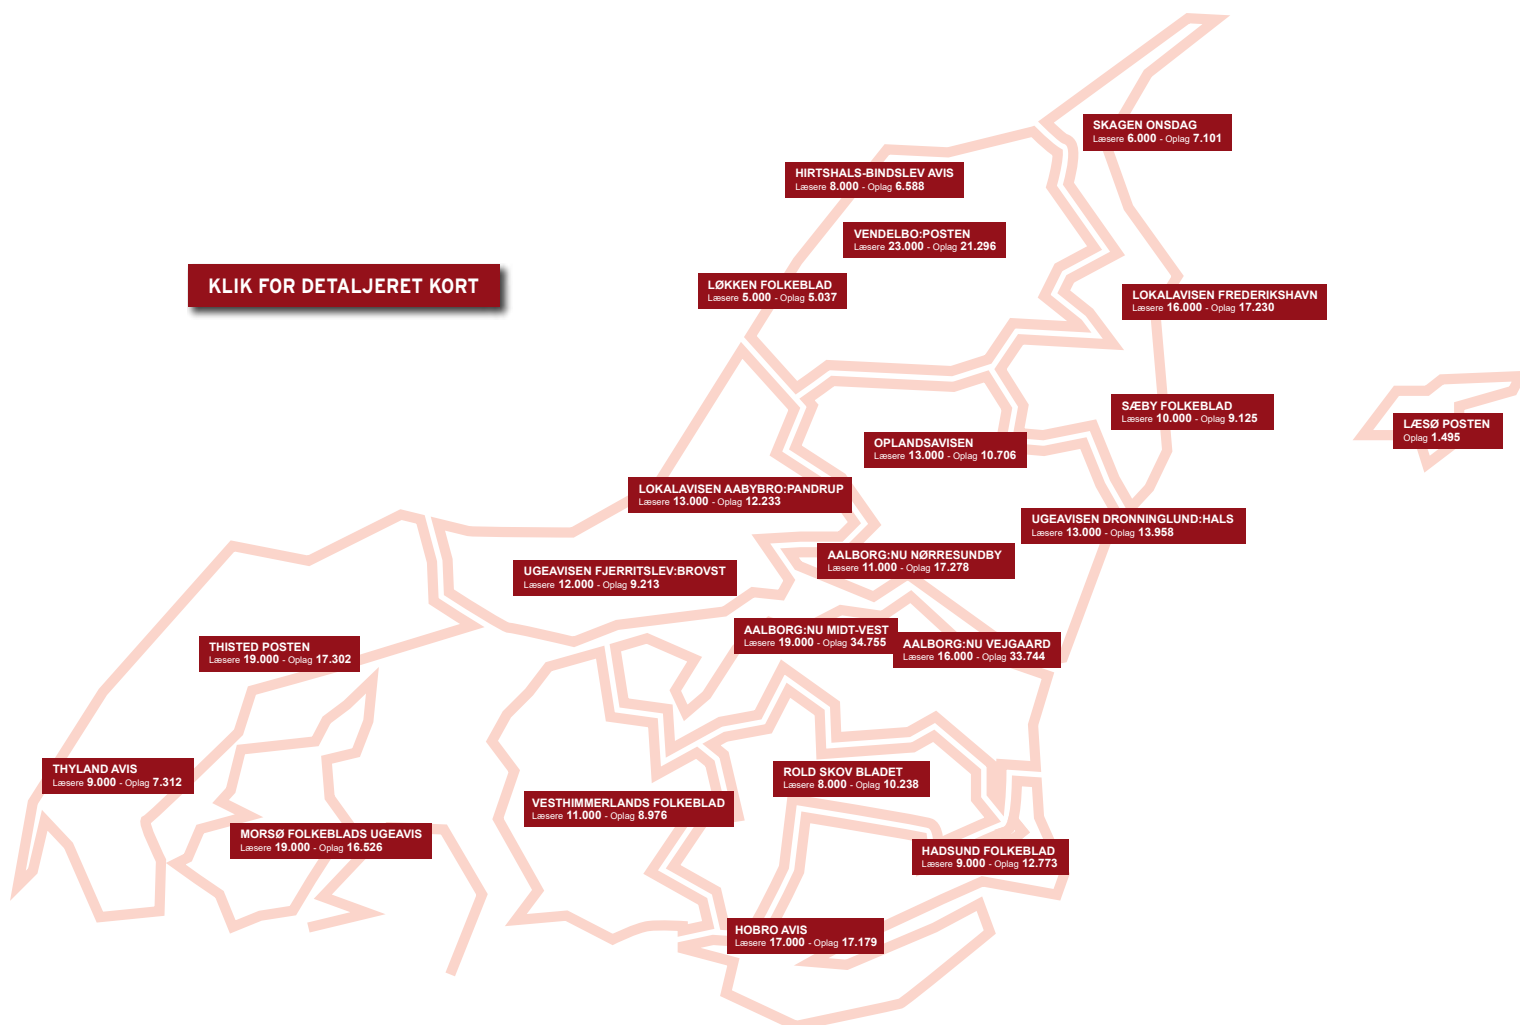 SKAGEN ONSDAG
Læsere 6.000 - Oplag 7.101
HIRTSHALS-BINDSLEV AVIS
Læsere 8.000 - Oplag 6.588
VENDELBO:POSTEN
Læsere 23.000 - Oplag 21.296
KLIK FOR DETALJERET KORT
LØKKEN FOLKEBLAD
Læsere 5.000 - Oplag 5.037
LOKALAVISEN FREDERIKSHAVN
Læsere 16.000 - Oplag 17.230
SÆBY FOLKEBLAD
Læsere 10.000 - Oplag 9.125
LÆSØ POSTEN
Oplag 1.495
OPLANDSAVISEN
Læsere 13.000 - Oplag 10.706
LOKALAVISEN AABYBRO:PANDRUP
Læsere 13.000 - Oplag 12.233
UGEAVISEN DRONNINGLUND:HALS
Læsere 13.000 - Oplag 13.958
AALBORG:NU NØRRESUNDBY
Læsere 11.000 - Oplag 17.278
UGEAVISEN FJERRITSLEV:BROVST
Læsere 12.000 - Oplag 9.213
AALBORG:NU MIDT-VEST
Læsere 19.000 - Oplag 34.755
AALBORG:NU VEJGAARD
Læsere 16.000 - Oplag 33.744
THISTED POSTEN
Læsere 19.000 - Oplag 17.302
THYLAND AVIS
Læsere 9.000 - Oplag 7.312
ROLD SKOV BLADET
Læsere 8.000 - Oplag 10.238
VESTHIMMERLANDS FOLKEBLAD
Læsere 11.000 - Oplag 8.976
MORSØ FOLKEBLADS UGEAVIS
Læsere 19.000 - Oplag 16.526
HADSUND FOLKEBLAD
Læsere 9.000 - Oplag 12.773
HOBRO AVIS
Læsere 17.000 - Oplag 17.179